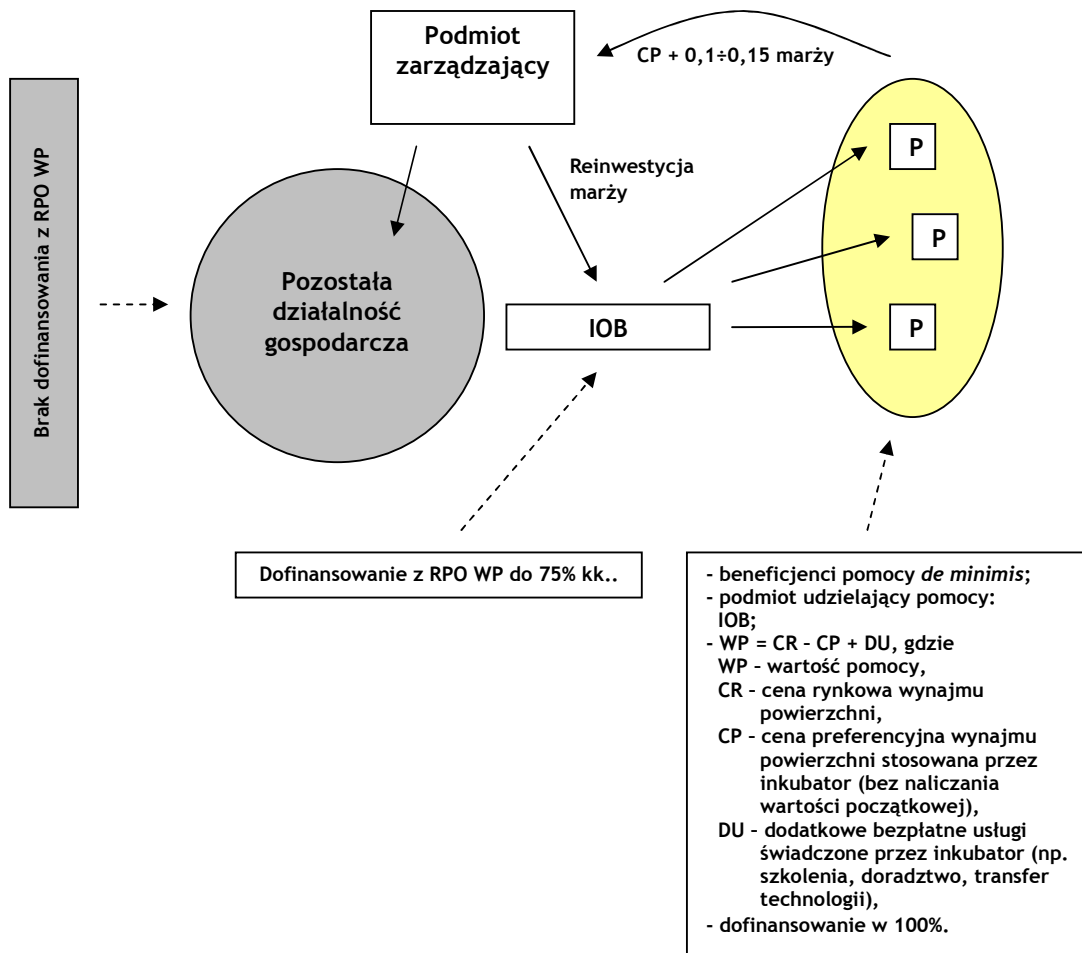 Podmiot
zarządzający
CP + 0,1÷0,15 marży
Brak dofinansowania z RPO WP
P
Reinwestycja
marży
P
Pozostała
działalność
gospodarcza
IOB
P
Dofinansowanie z RPO WP do 75% kk..
- beneficjenci pomocy de minimis;
- podmiot udzielający pomocy:
IOB;
- WP = CR – CP + DU, gdzie
WP – wartość pomocy,
CR – cena rynkowa wynajmu
powierzchni,
CP – cena preferencyjna wynajmu
powierzchni stosowana przez
inkubator (bez naliczania
wartości początkowej),
DU – dodatkowe bezpłatne usługi
świadczone przez inkubator (np.
szkolenia, doradztwo, transfer
technologii),
- dofinansowanie w 100%.